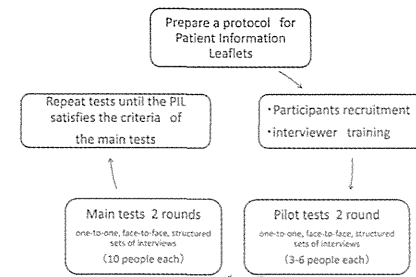 Prepare a protocol for
Patient Information
Leaflets
Repeat tests until the PIL
satisfies the criteria of
the main tests
・Participants recruitment
・interviewer training
Main tests 2 rounds
one-to-one, face-to-face, structured
sets of interviews
(10 people each)
Pilot tests 2 round
one-to-one, face-to-face, structured
sets of interviews
(3-6 people each)